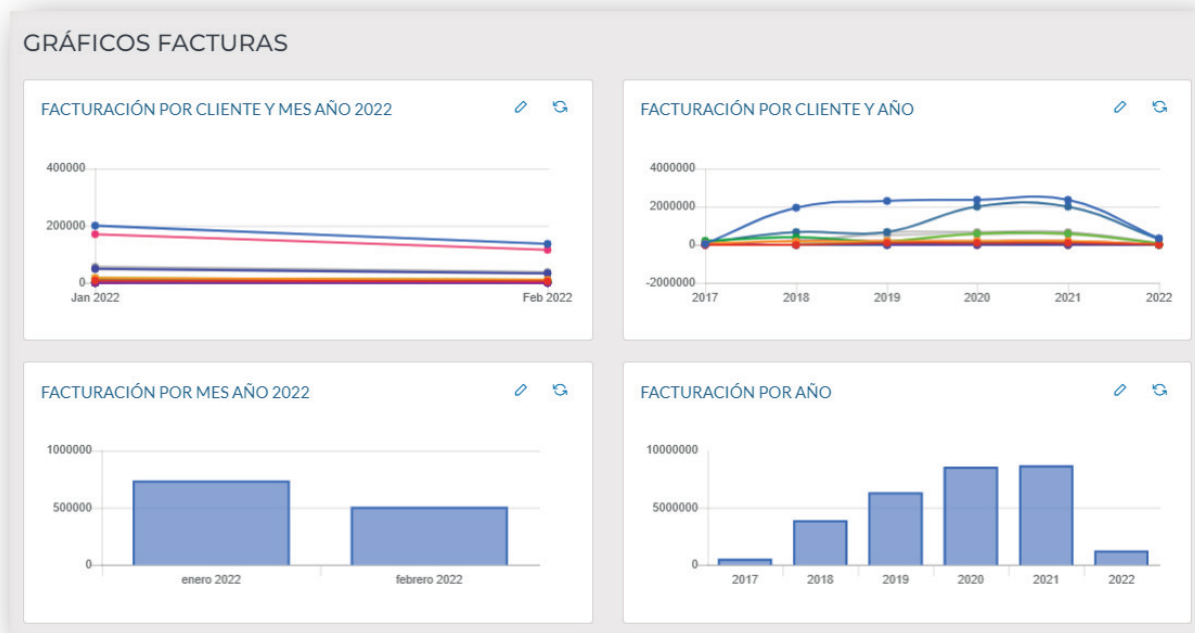 GRÁFICOS FACTURAS
FACTURACIÓN POR CLIENTE Y MES AÑO 2022
400000
200000
0
Jan 2022
Feb 2022
FACTURACIÓN POR CLIENTE Y AÑO
4000000
2000000
0
-2000000
2017 2018 2019 2020 2021 2022
FACTURACIÓN POR MES AÑO 2022
1000000
500000
0
enero 2022 febrero 2022
FACTURACIÓN POR AÑO
10000000
5000000
0
2017 2018 2019 2020 2021 2022